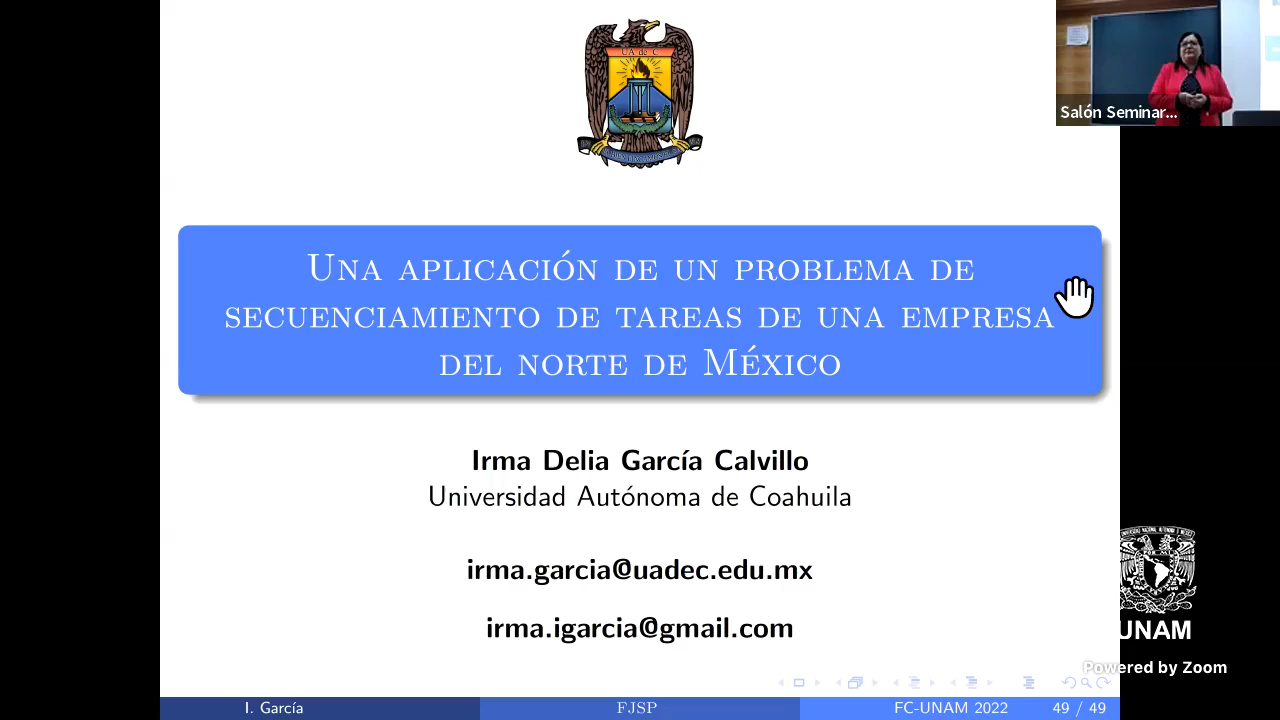 UA de C
Salón Seminar...
Una aplicación de un problema de
secuenciamiento de tareas de una empresa
del norte de México
Irma Delia García Calvillo
Universidad Autónoma de Coahuila
irma.garcia@uadec.edu.mx
irma.igarcia@gmail.com
UNAM
Powered by Zoom
I. García
FJSP
FC-UNAM 2022
49 / 49